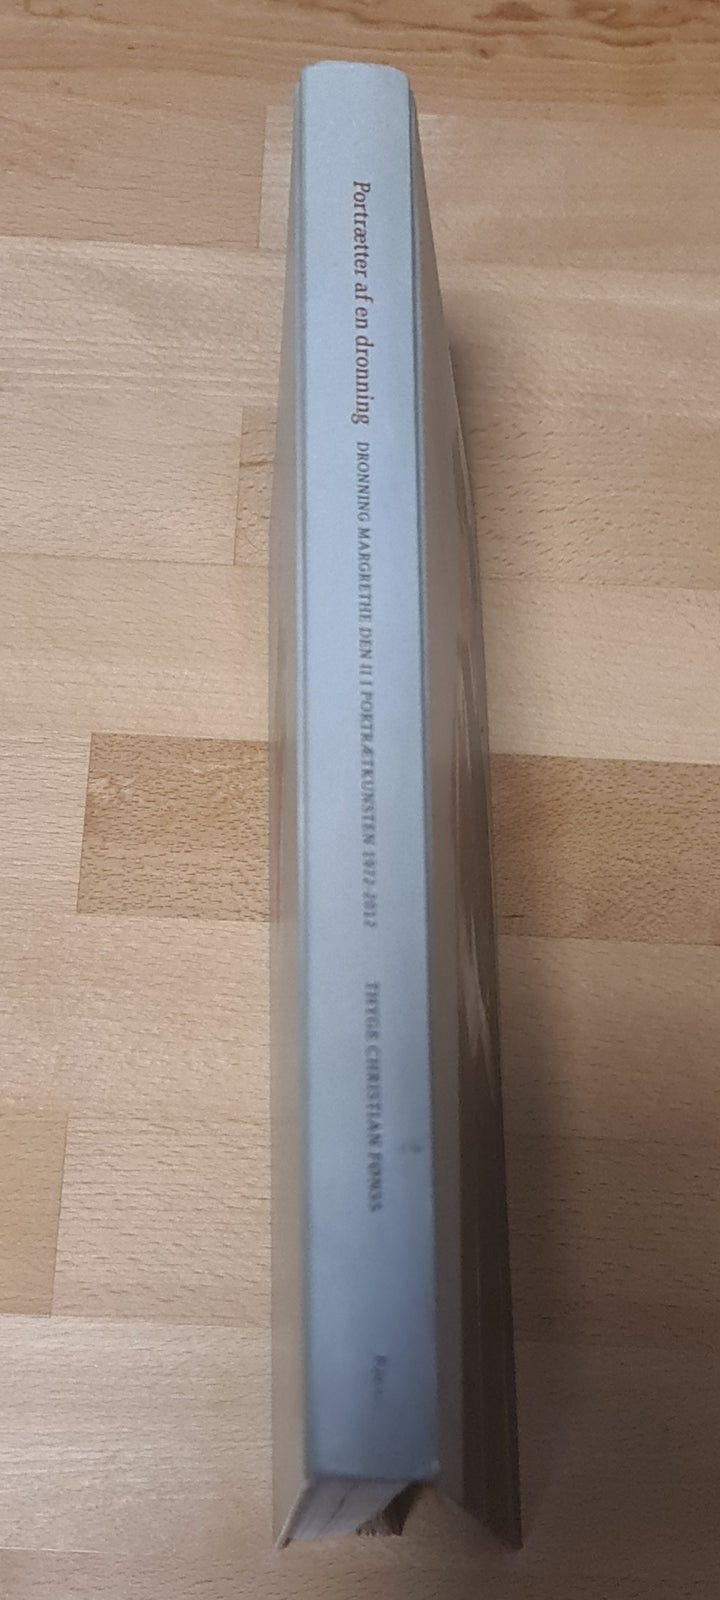 Portrætter af en dronning DRONNING MARGRETHE DEN II I PORTRÆTKUNSTEN 1972-2012 THYGE CHRISTIAN FØNSS